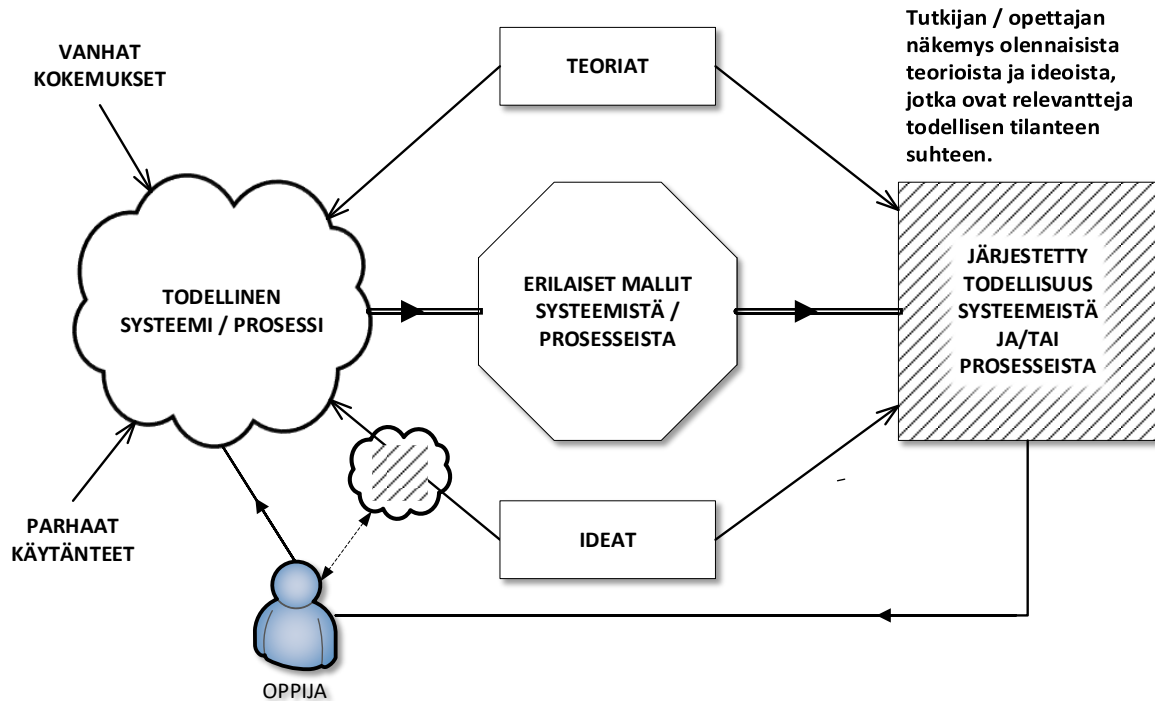 VANHAT
KOKEMUKSET
TEORIAT
Tutkijan / opettajan
näkemys olennaisista
teorioista ja ideoista,
jotka ovat relevantteja
todellisen tilanteen
suhteen.
TODELLINEN
SYSTEEMI / PROSESSI
ERILAISET MALLIT
SYSTEEMISTÄ /
PROSESSEISTA
JÄRJESTETTY
TODELLISUUS
SYSTEEMEISTÄ
JA/TAI
PROSESSEISTA
PARHAAT
KÄYTÄNTEET
IDEAT
OPPIJA